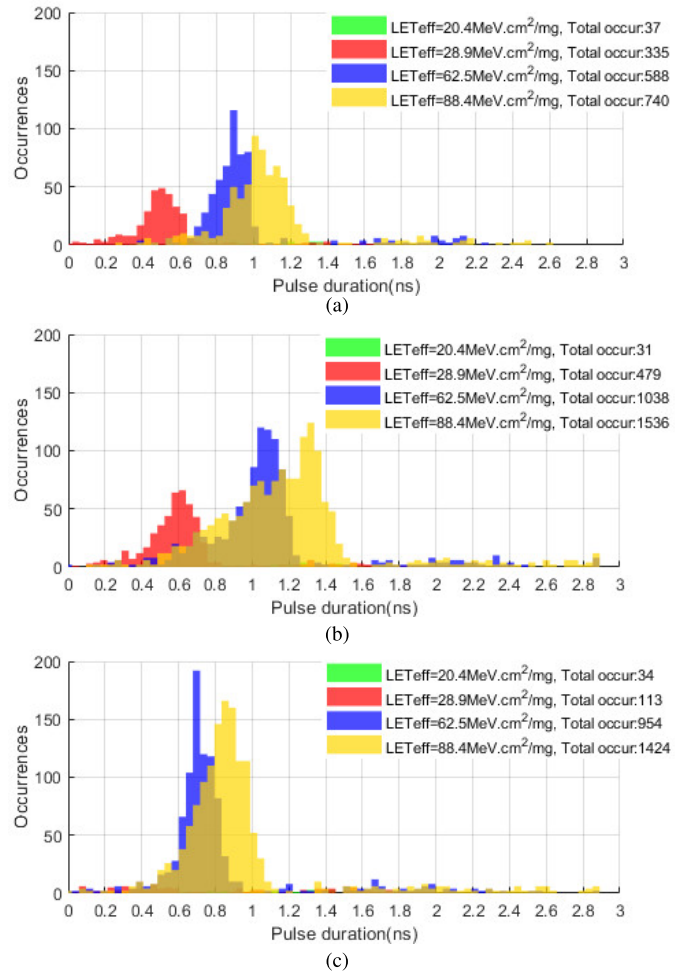 200
150
100
50
0
Occurrences
LETeff=20.4MeV.cm²/mg, Total occur:37
LETeff=28.9MeV.cm²/mg, Total occur:335
LETeff=62.5MeV.cm²/mg, Total occur:588
LETeff=88.4MeV.cm²/mg, Total occur:740
0 0.2 0.4 0.6 0.8 1 1.2 1.4 1.6 1.8 2 2.2 2.4 2.6 2.8 3
Pulse duration(ns)
(a)
200
150
100
50
0
Occurrences
LETeff=20.4MeV.cm²/mg, Total occur:31
LETeff=28.9MeV.cm²/mg, Total occur:479
LETeff=62.5MeV.cm²/mg, Total occur:1038
LETeff=88.4MeV.cm²/mg, Total occur:1536
0 0.2 0.4 0.6 0.8 1 1.2 1.4 1.6 1.8 2 2.2 2.4 2.6 2.8 3
Pulse duration(ns)
(b)
200
150
100
50
0
Occurrences
LETeff=20.4MeV.cm²/mg, Total occur:34
LETeff=28.9MeV.cm²/mg, Total occur:113
LETeff=62.5MeV.cm²/mg, Total occur:954
LETeff=88.4MeV.cm²/mg, Total occur:1424
0 0.2 0.4 0.6 0.8 1 1.2 1.4 1.6 1.8 2 2.2 2.4 2.6 2.8 3
Pulse duration(ns)
(c)